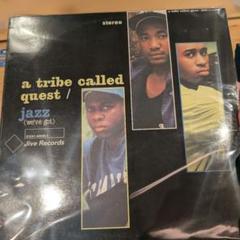 stereo
a tribe called
quest /
jazz
(we've got)
Jive Records